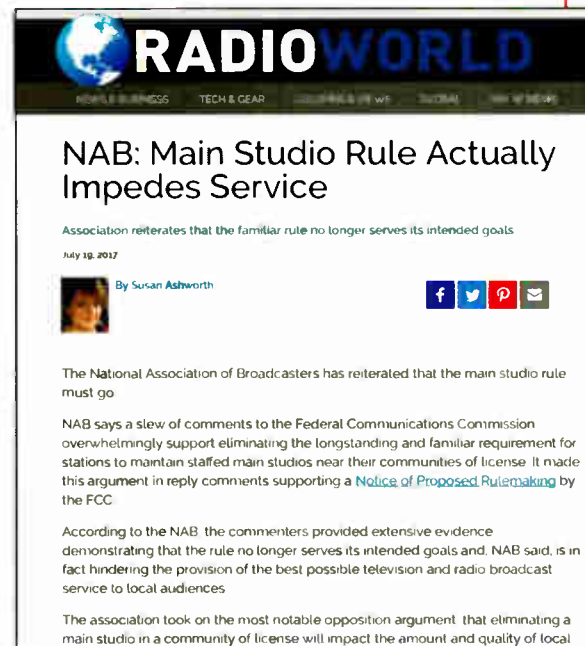 RADIOWORLD
TECH & GEAR
NAB: Main Studio Rule Actually
Impedes Service
Association reiterates that the familiar rule no longer serves its intended goals
July 19, 2017
By Susan Ashworth
The National Association of Broadcasters has reiterated that the main studio rule
must go
NAB says a slew of comments to the Federal Communications Commission
overwhelmingly support eliminating the longstanding and familiar requirement for
stations to maintain staffed main studios near their communities of license. It made
this argument in reply comments supporting a Notice of Proposed Rulemaking by
the FCC
According to the NAB, the commenters provided extensive evidence
demonstrating that the rule no longer serves its intended goals and, NAB said, is in
fact hindering the provision of the best possible television and radio broadcast
service to local audiences
The association took on the most notable opposition argument that eliminating a
main studio in a community of license will impact the amount and quality of local